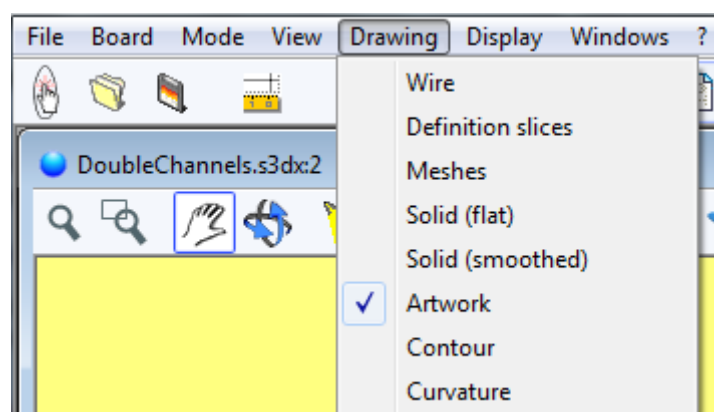 File Board Mode View Drawing Display Windows ?
Wire
Definition slices
DoubleChannels.s3dx:2
Meshes
Solid (flat)
Solid (smoothed)
Artwork
Contour
Curvature